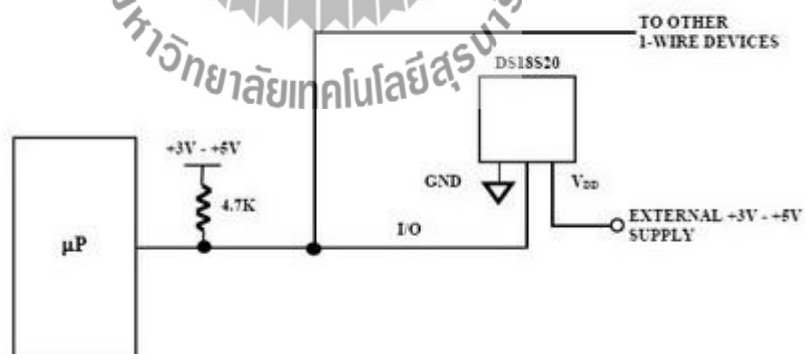 TO OTHER
1-WIRE DEVICES
DS18S20
+3V - +5V
4.7K
GND
VDD
I/O
EXTERNAL +3V - +5V
SUPPLY
µP